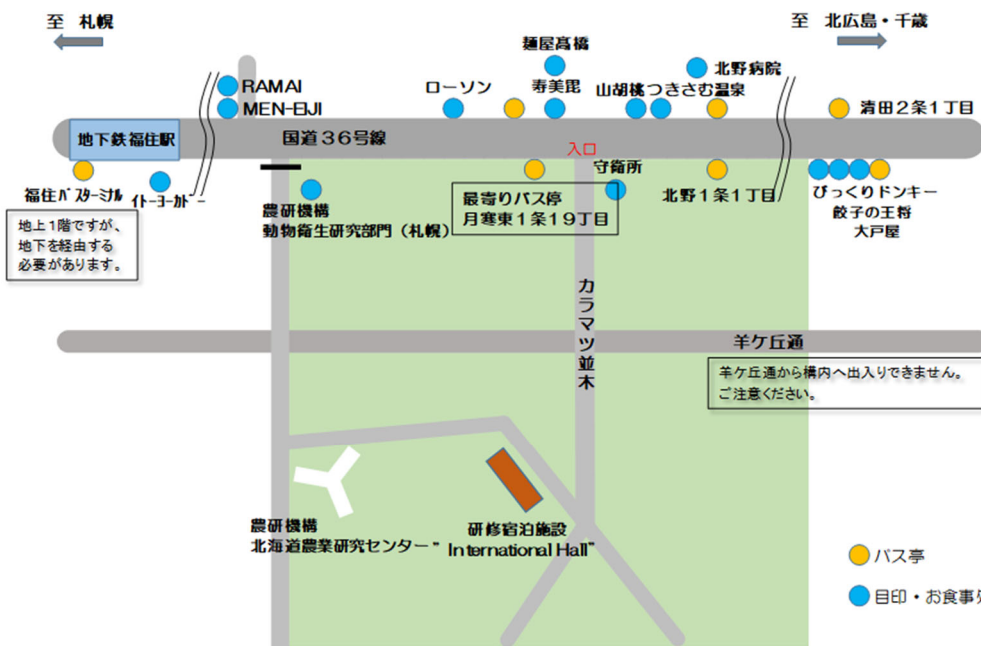 至 札幌
至 北広島・千歳
麺屋高橋
北野病院
RAMAI
ローソン
寿美毘
山胡桃つきさむ温泉
MEN-EIJI
清田2条1丁目
地下鉄福住駅
国道36号線
入口
守衛所
福住バスターミナル
イトーヨーカドー
農研機構
動物衛生研究部門（札幌）
最寄りバス停
月寒東1条19丁目
北野1条1丁目
びっくりドンキー
餃子の王将
大戸屋
地上1階ですが、
地下を経由する
必要があります。
カラマツ並木
羊ケ丘通
羊ケ丘通から構内へ出入りできません。
ご注意ください。
農研機構
北海道農業研究センター
研修宿泊施設
"International Hall"
バス亭
目印・お食事処